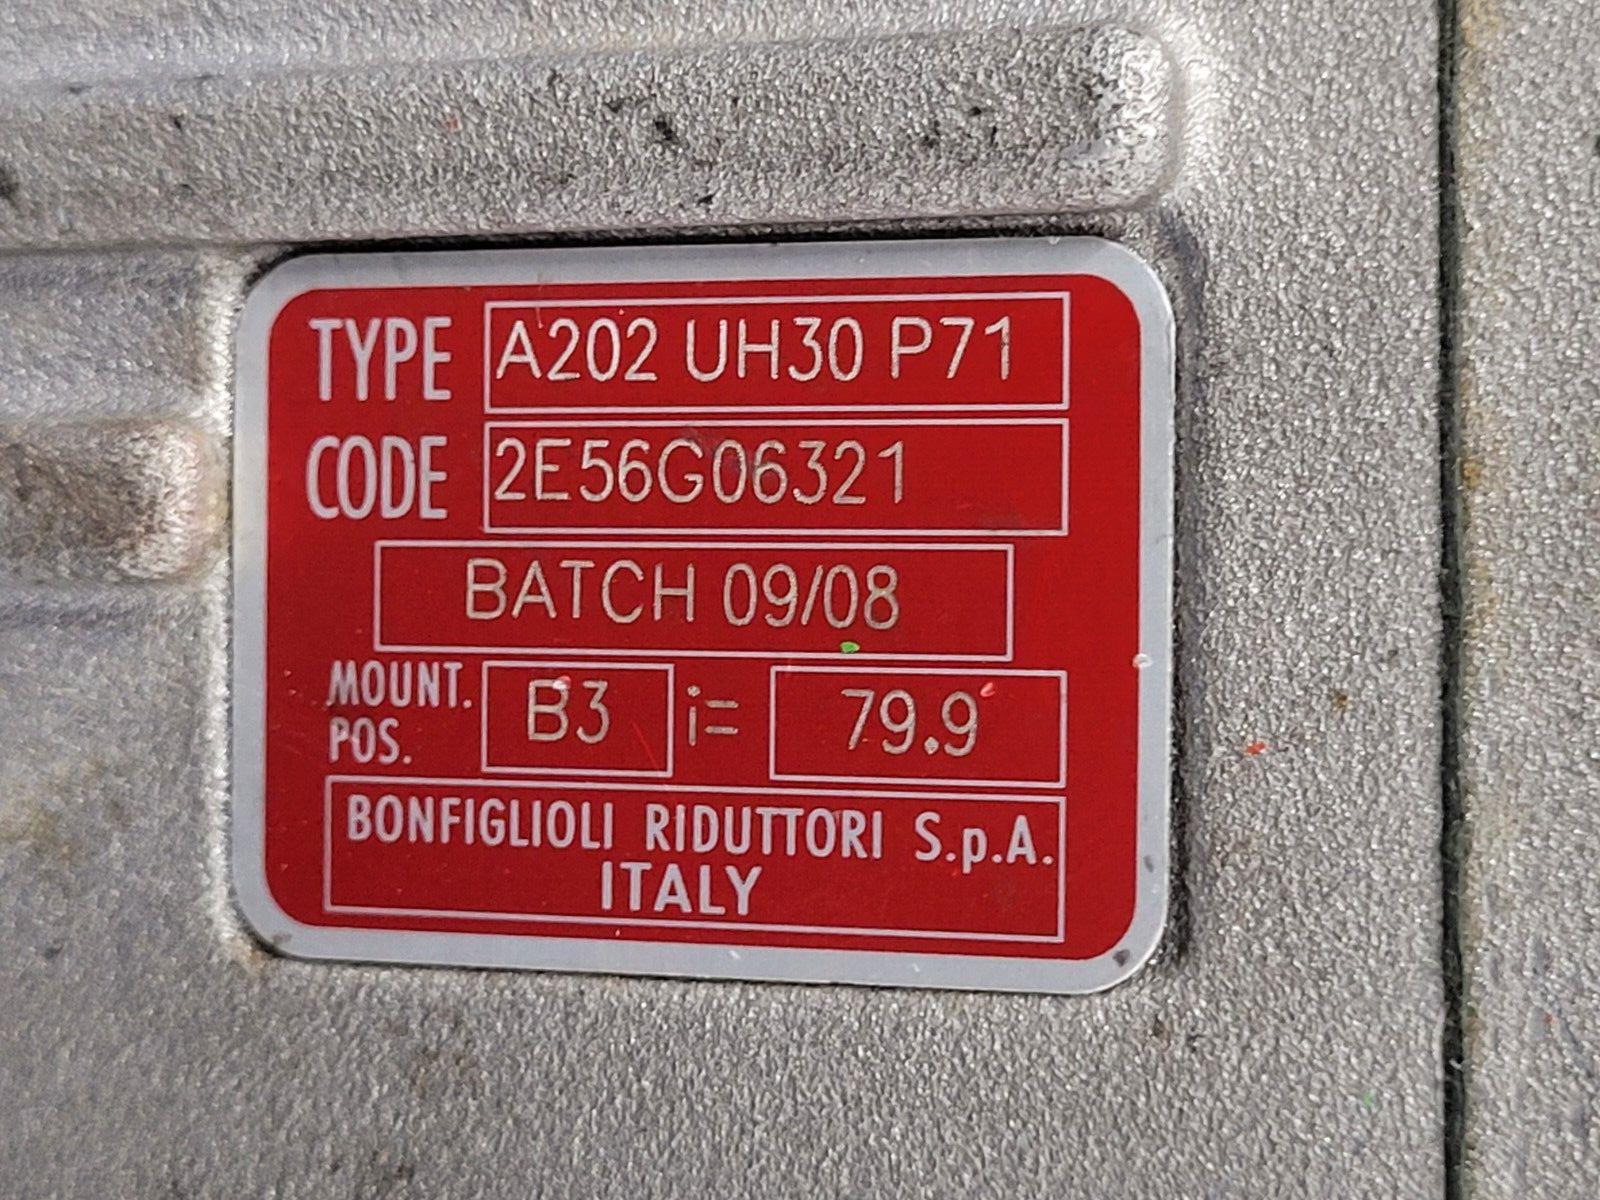 TYPE A202 UH30 P71
CODE 2E56G06321
BATCH 09/08
MOUNT. POS. B3 i= 79.9
BONFIGLIOLI RIDUTTORI S.p.A.
ITALY